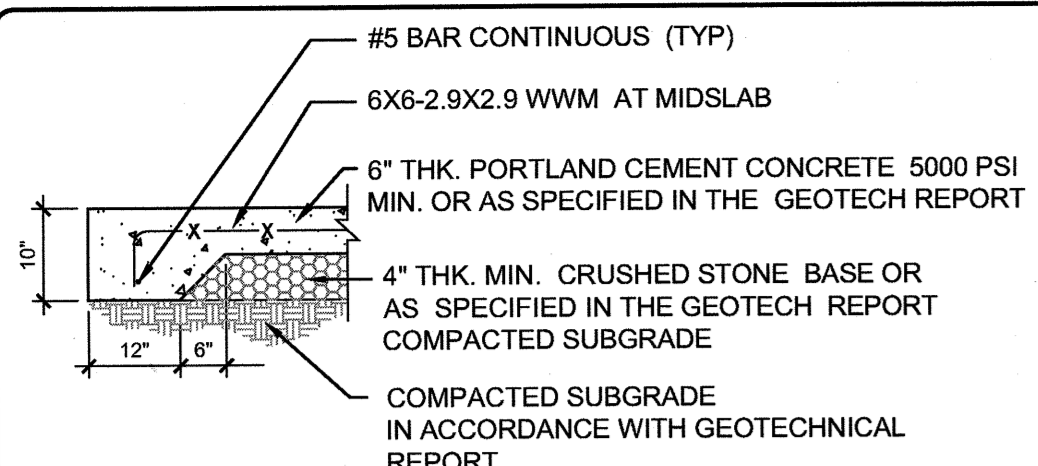 #5 BAR CONTINUOUS (TYP)
6X6-2.9X2.9 WWM AT MIDSLAB
6" THK. PORTLAND CEMENT CONCRETE 5000 PSI
MIN. OR AS SPECIFIED IN THE GEOTECH REPORT
4" THK. MIN. CRUSHED STONE BASE OR
AS SPECIFIED IN THE GEOTECH REPORT
COMPACTED SUBGRADE
COMPACTED SUBGRADE
IN ACCORDANCE WITH GEOTECHNICAL
REPORT
10"
12"
6"
X
X